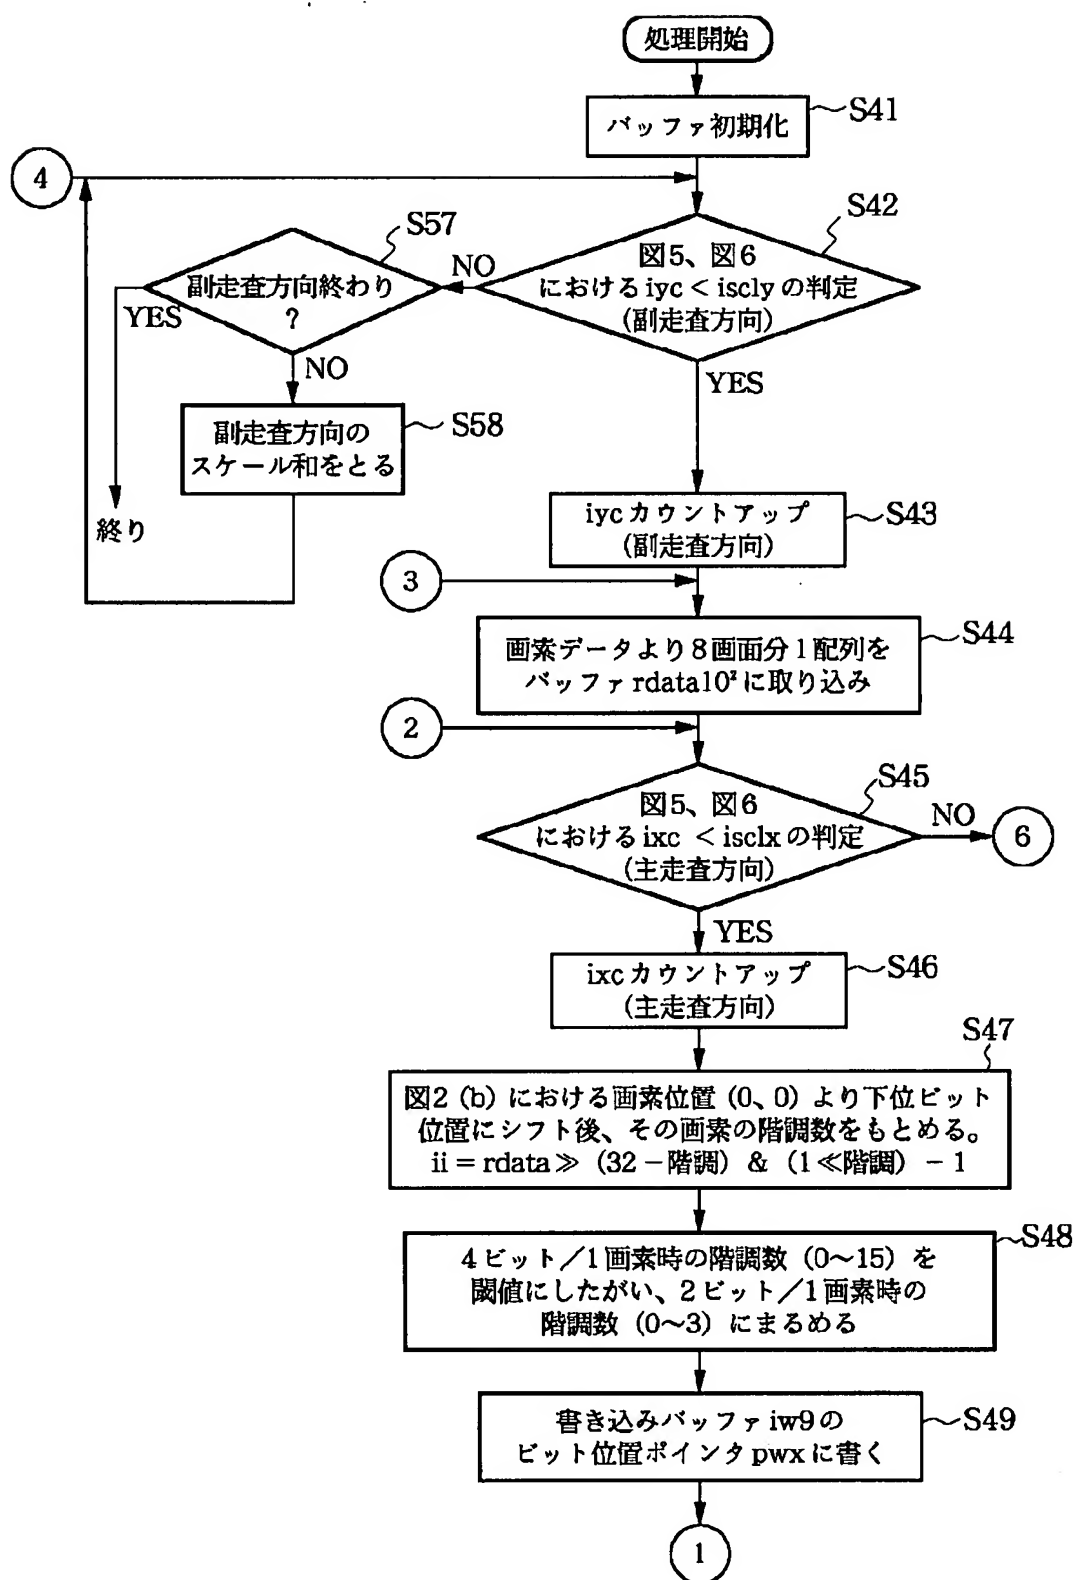 処理開始
バッファ初期化
S41
4
S42
図5、図6
における iyc < iscly の判定
(副走査方向)
S57
NO
副走査方向終わり
?
YES
NO
YES
副走査方向の
スケール和をとる
S58
終り
iyc カウントアップ
(副走査方向)
S43
3
画素データより8画面分1配列を
バッファ rdata10²に取り込み
S44
2
S45
図5、図6
における ixc < isclx の判定
(主走査方向)
NO
6
YES
ixc カウントアップ
(主走査方向)
S46
S47
図2 (b) における画素位置 (0、0) より下位ビット
位置にシフト後、その画素の階調数をもとめる。
ii = rdata≫ (32-階調) & (1≪階調) - 1
S48
4ビット/1画素時の階調数 (0~15) を
閾値にしたがい、2ビット/1画素時の
階調数 (0~3) にまるめる
書き込みバッファ iw9の
ビット位置ポインタ pwx に書く
S49
1